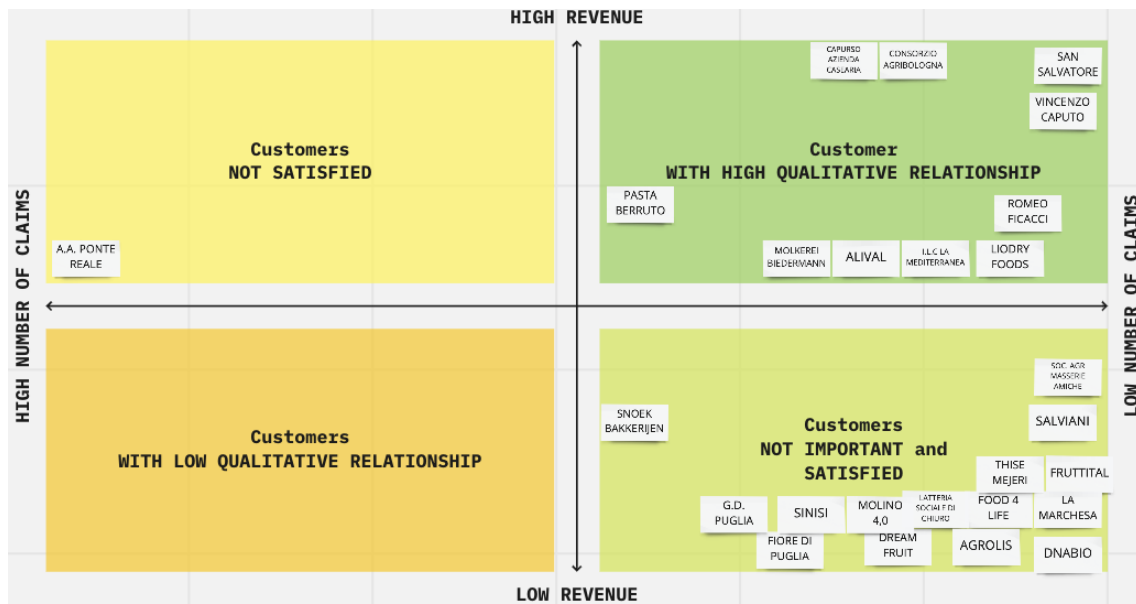 HIGH REVENUE
CAPURSO
AZIENDA
CASEARIA
CONSORZIO
AGRIBOLOGNA
SAN
SALVATORE
VINCENZO
CAPUTO
Customers
NOT SATISFIED
Customer
WITH HIGH QUALITATIVE RELATIONSHIP
PASTA
BERRUTO
ROMEO
FICACCI
A.A. PONTE
REALE
MOLKEREI
BIEDERMANN
ALIVAL
I.L.C LA
MEDITERRANEA
LIODRY
FOODS
HIGH NUMBER OF CLAIMS
LOW NUMBER OF CLAIMS
SOC. AGR
MASSERIE
AMICHE
SNOEK
BAKKERIJEN
SALVIANI
Customers
WITH LOW QUALITATIVE RELATIONSHIP
Customers
NOT IMPORTANT and
SATISFIED
THISE
MEJERI
FRUTTITAL
G.D.
PUGLIA
SINISI
MOLINO
4,0
LATTERIA
SOCIALE DI
CHIURO
FOOD 4
LIFE
LA
MARCHESA
FIORE DI
PUGLIA
DREAM
FRUIT
AGROLIS
DNABIO
LOW REVENUE